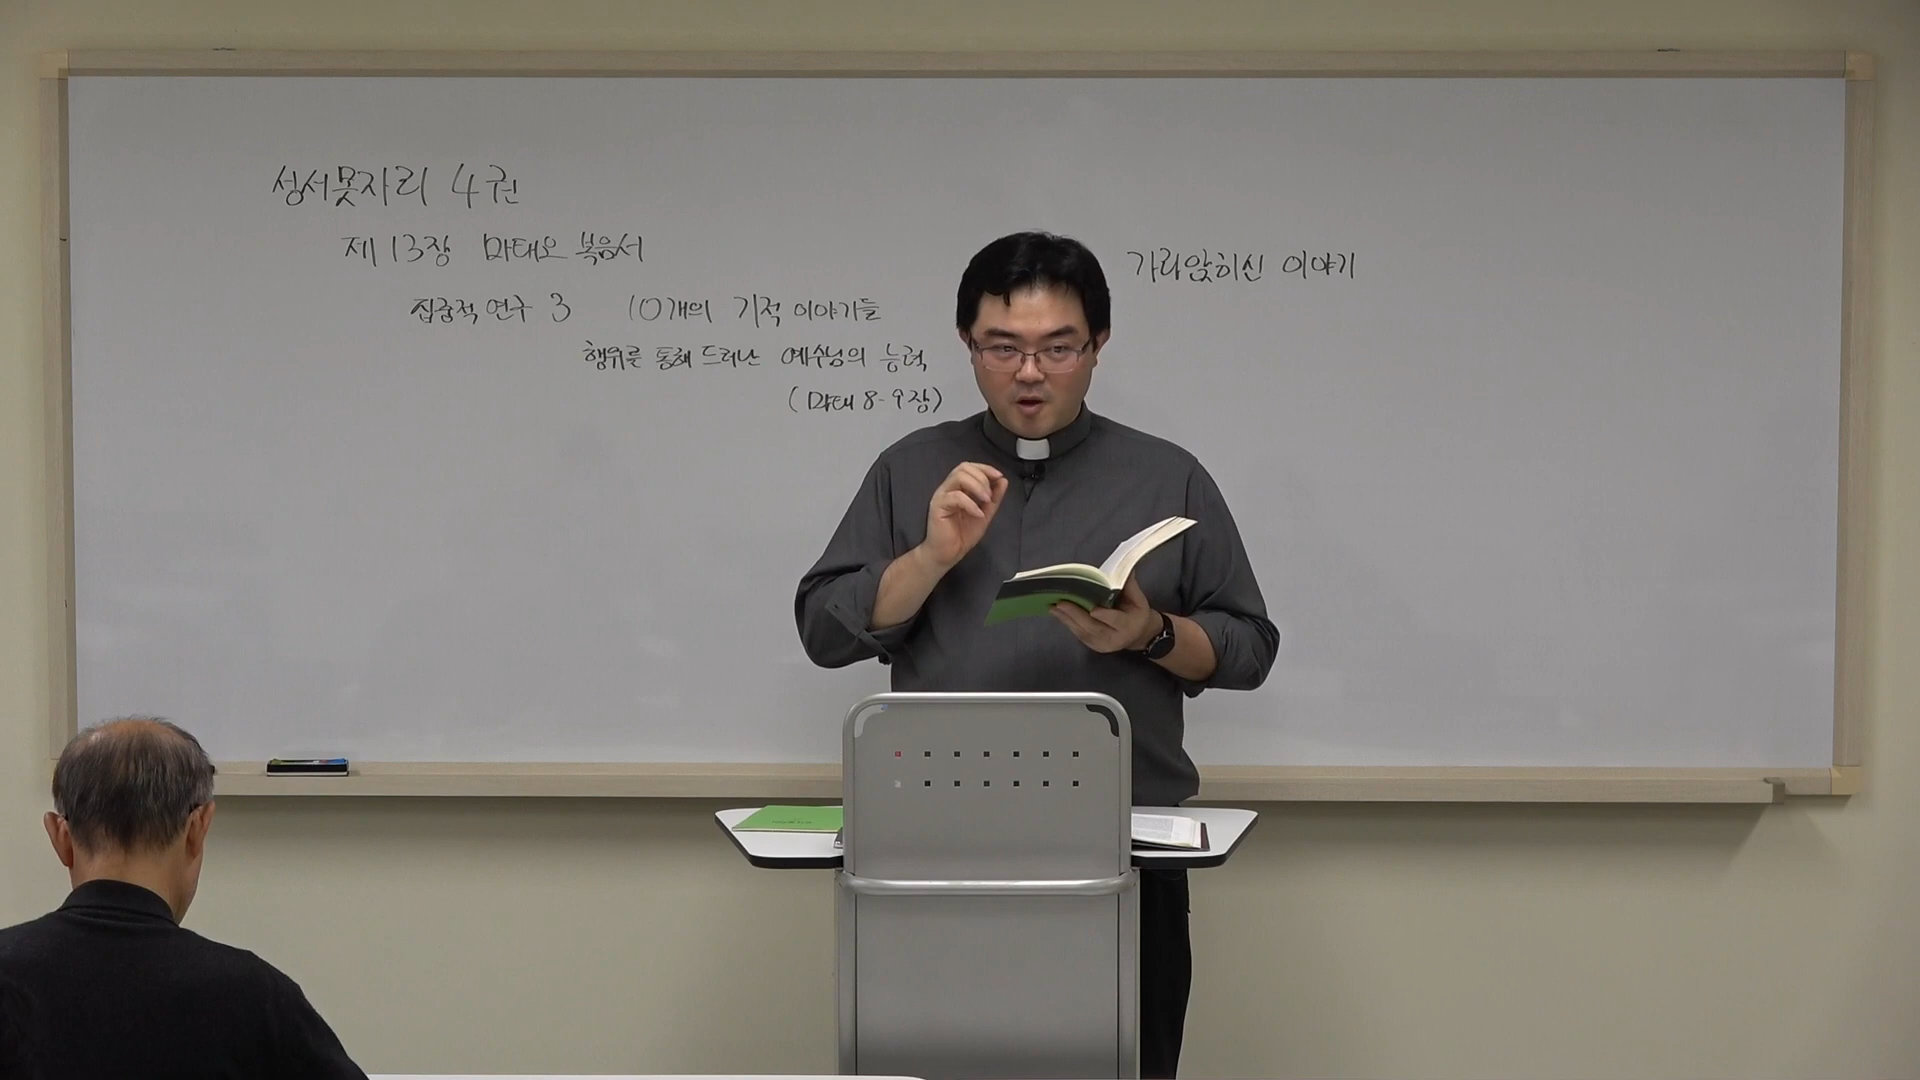 성서못자리 4권
제13장 마태오 복음서
집중적 연구 3 10개의 기적 이야기들
행위를 통해 드러난 예수님의 능력
(마태 8-9장)
가라앉히신 이야기